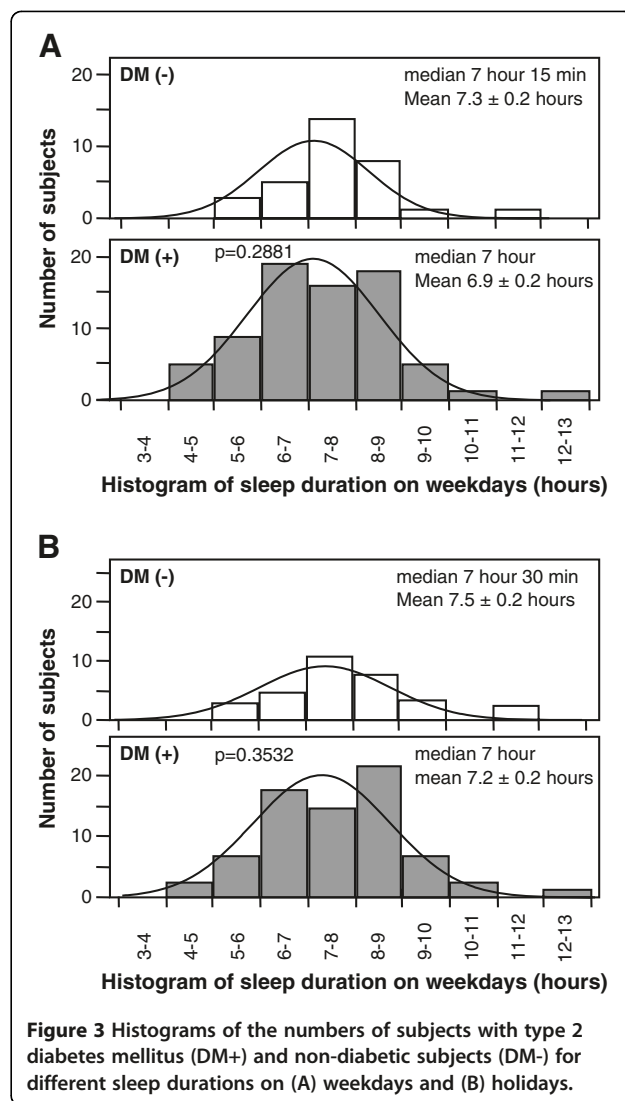 A
DM (-)
median 7 hour 15 min
Mean 7.3 ± 0.2 hours
20
10
0
Number of subjects
DM (+)
p=0.2881
median 7 hour
Mean 6.9 ± 0.2 hours
20
10
0
3-4 4-5 5-6 6-7 7-8 8-9 9-10 10-11 11-12 12-13
Histogram of sleep duration on weekdays (hours)
B
DM (-)
median 7 hour 30 min
Mean 7.5 ± 0.2 hours
20
10
0
Number of subjects
DM (+)
p=0.3532
median 7 hour
mean 7.2 ± 0.2 hours
20
10
0
3-4 4-5 5-6 6-7 7-8 8-9 9-10 10-11 11-12 12-13
Histogram of sleep duration on weekdays (hours)
Figure 3 Histograms of the numbers of subjects with type 2
diabetes mellitus (DM+) and non-diabetic subjects (DM-) for
different sleep durations on (A) weekdays and (B) holidays.